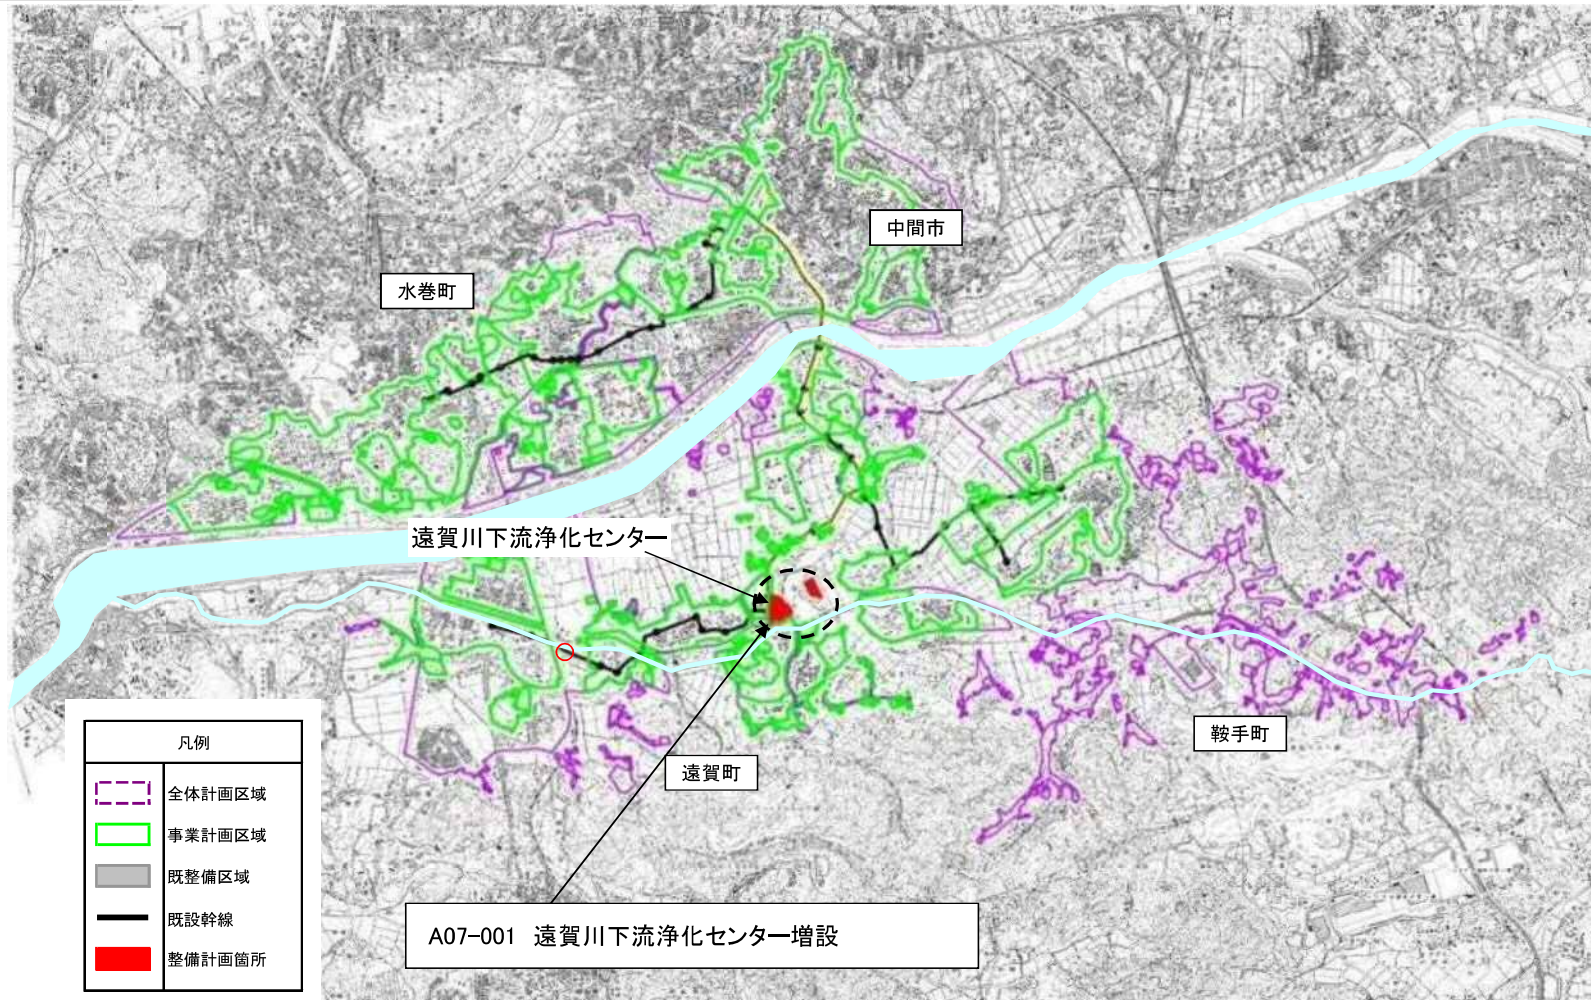 中間市
水巻町
遠賀川下流浄化センター
鞍手町
遠賀町
凡例
全体計画区域
事業計画区域
既整備区域
既設幹線
整備計画箇所
A07-001 遠賀川下流浄化センター増設